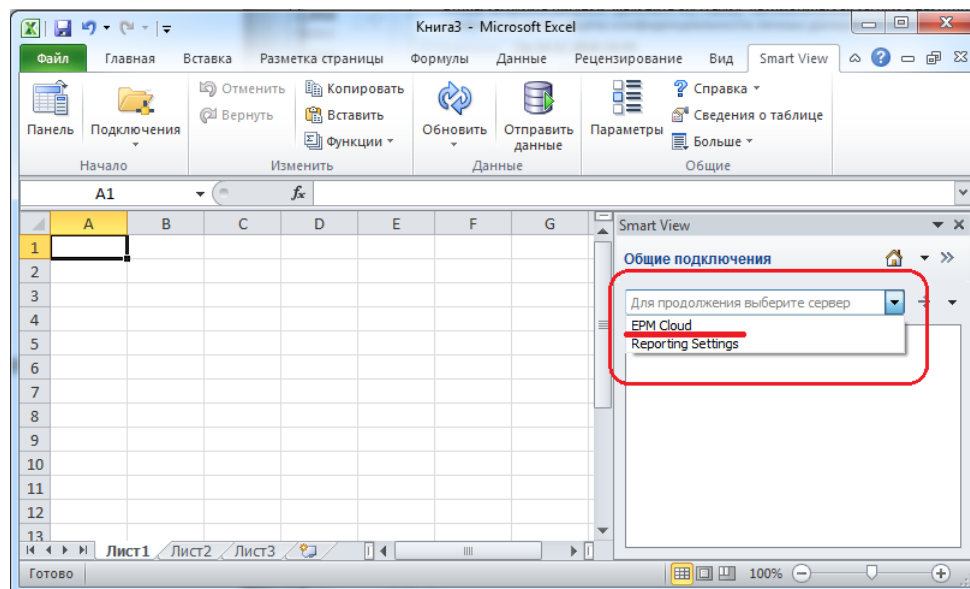 Книга3 - Microsoft Excel
Файл Главная Вставка Разметка страницы Формулы Данные Рецензирование Вид Smart View
Панель Подключения
Начало
Отменить
Вернуть
Копировать
Вставить
Функции
Изменить
Обновить Отправить данные
Данные
Параметры
Справка
Сведения о таблице
Больше
Общие
A1 fx
A B C D E F G
1
2
3
4
5
6
7
8
9
10
11
12
13
Smart View
Общие подключения
Для продолжения выберите сервер
EPM Cloud
Reporting Settings
Лист1 Лист2 Лист3
Готово 100%